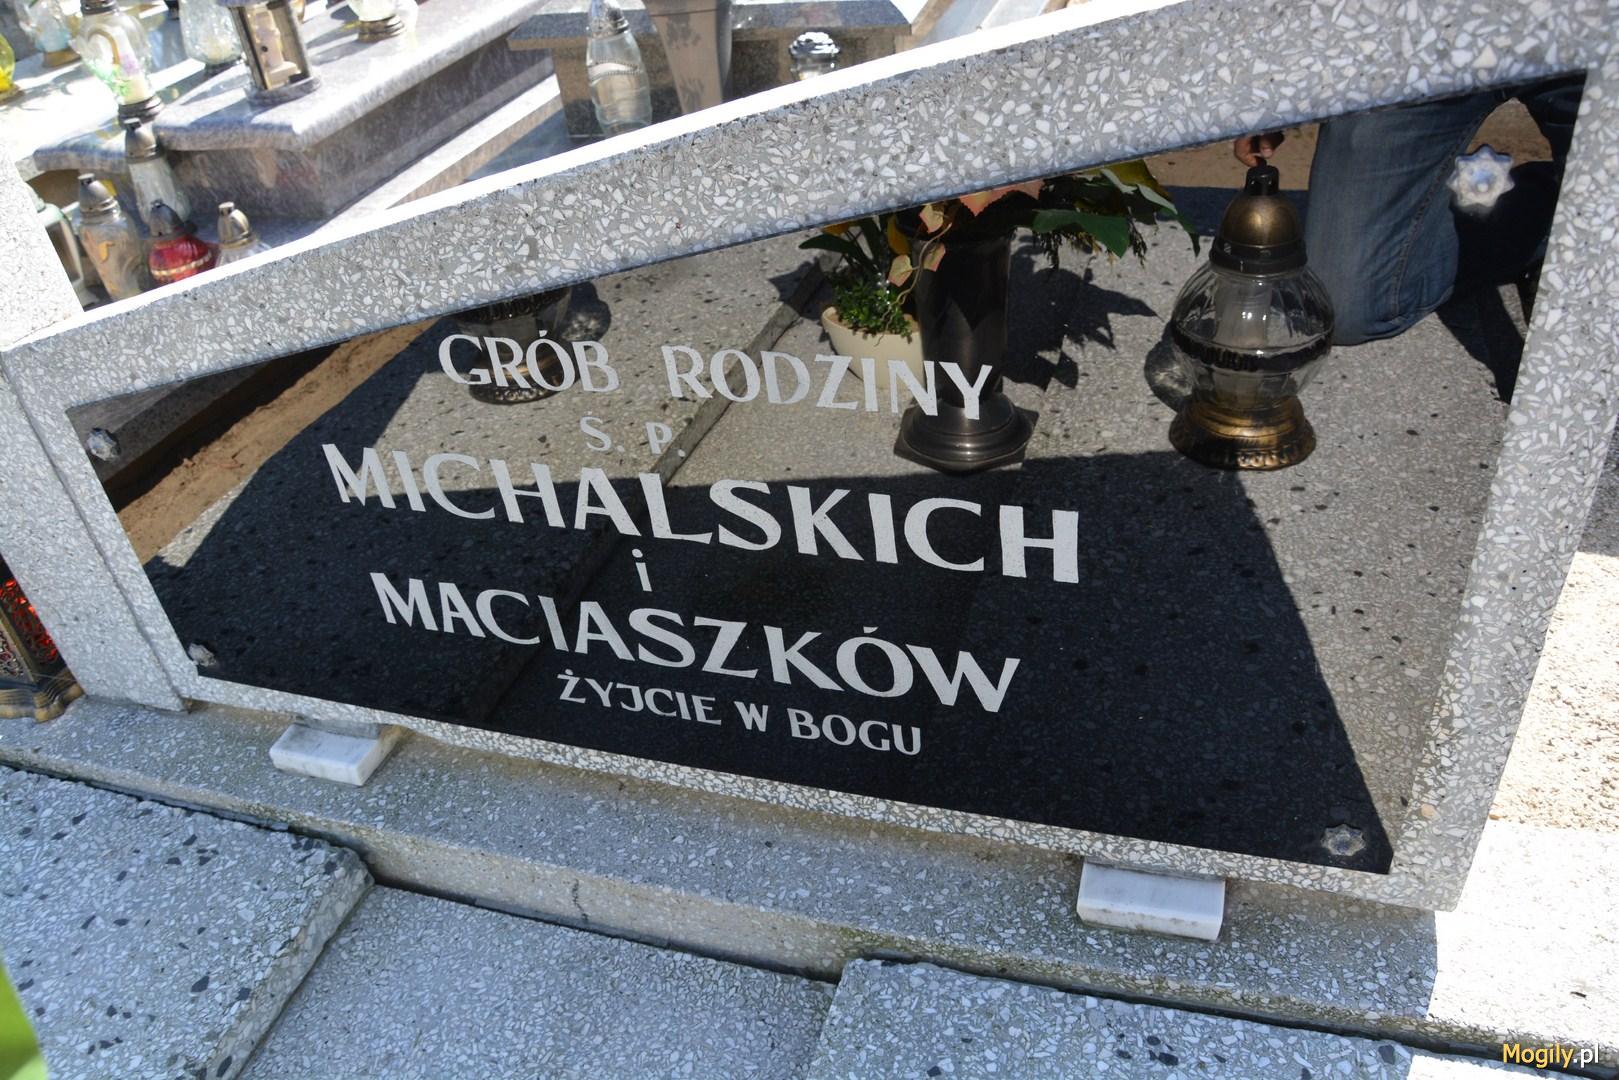 GRÓB RODZINY
Ś. P.
MICHALSKICH
i
MACIASZKÓW
ŻYJCIE W BOGU
Mogily.pl